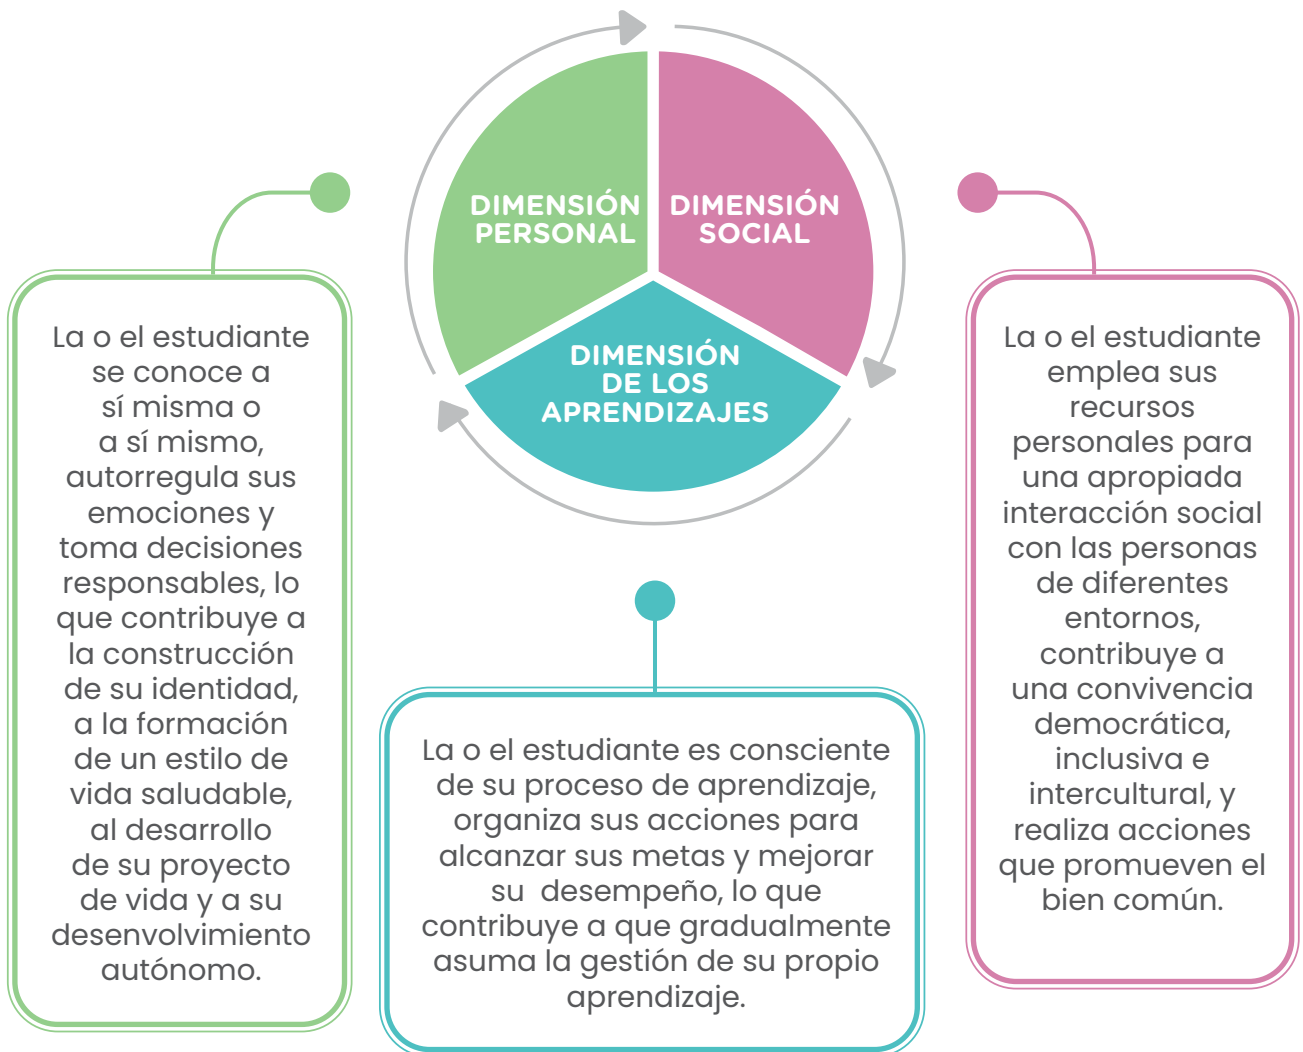 DIMENSIÓN
PERSONAL
DIMENSIÓN
SOCIAL
DIMENSIÓN
DE LOS
APRENDIZAJES
La o el estudiante
se conoce a
sí misma o
a sí mismo,
autorregula sus
emociones y
toma decisiones
responsables, lo
que contribuye a
la construcción
de su identidad,
a la formación
de un estilo de
vida saludable,
al desarrollo
de su proyecto
de vida y a su
desenvolvimiento
autónomo.
La o el estudiante es consciente
de su proceso de aprendizaje,
organiza sus acciones para
alcanzar sus metas y mejorar
su desempeño, lo que
contribuye a que gradualmente
asuma la gestión de su propio
aprendizaje.
La o el estudiante
emplea sus
recursos
personales para
una apropiada
interacción social
con las personas
de diferentes
entornos,
contribuye a
una convivencia
democrática,
inclusiva e
intercultural, y
realiza acciones
que promueven el
bien común.